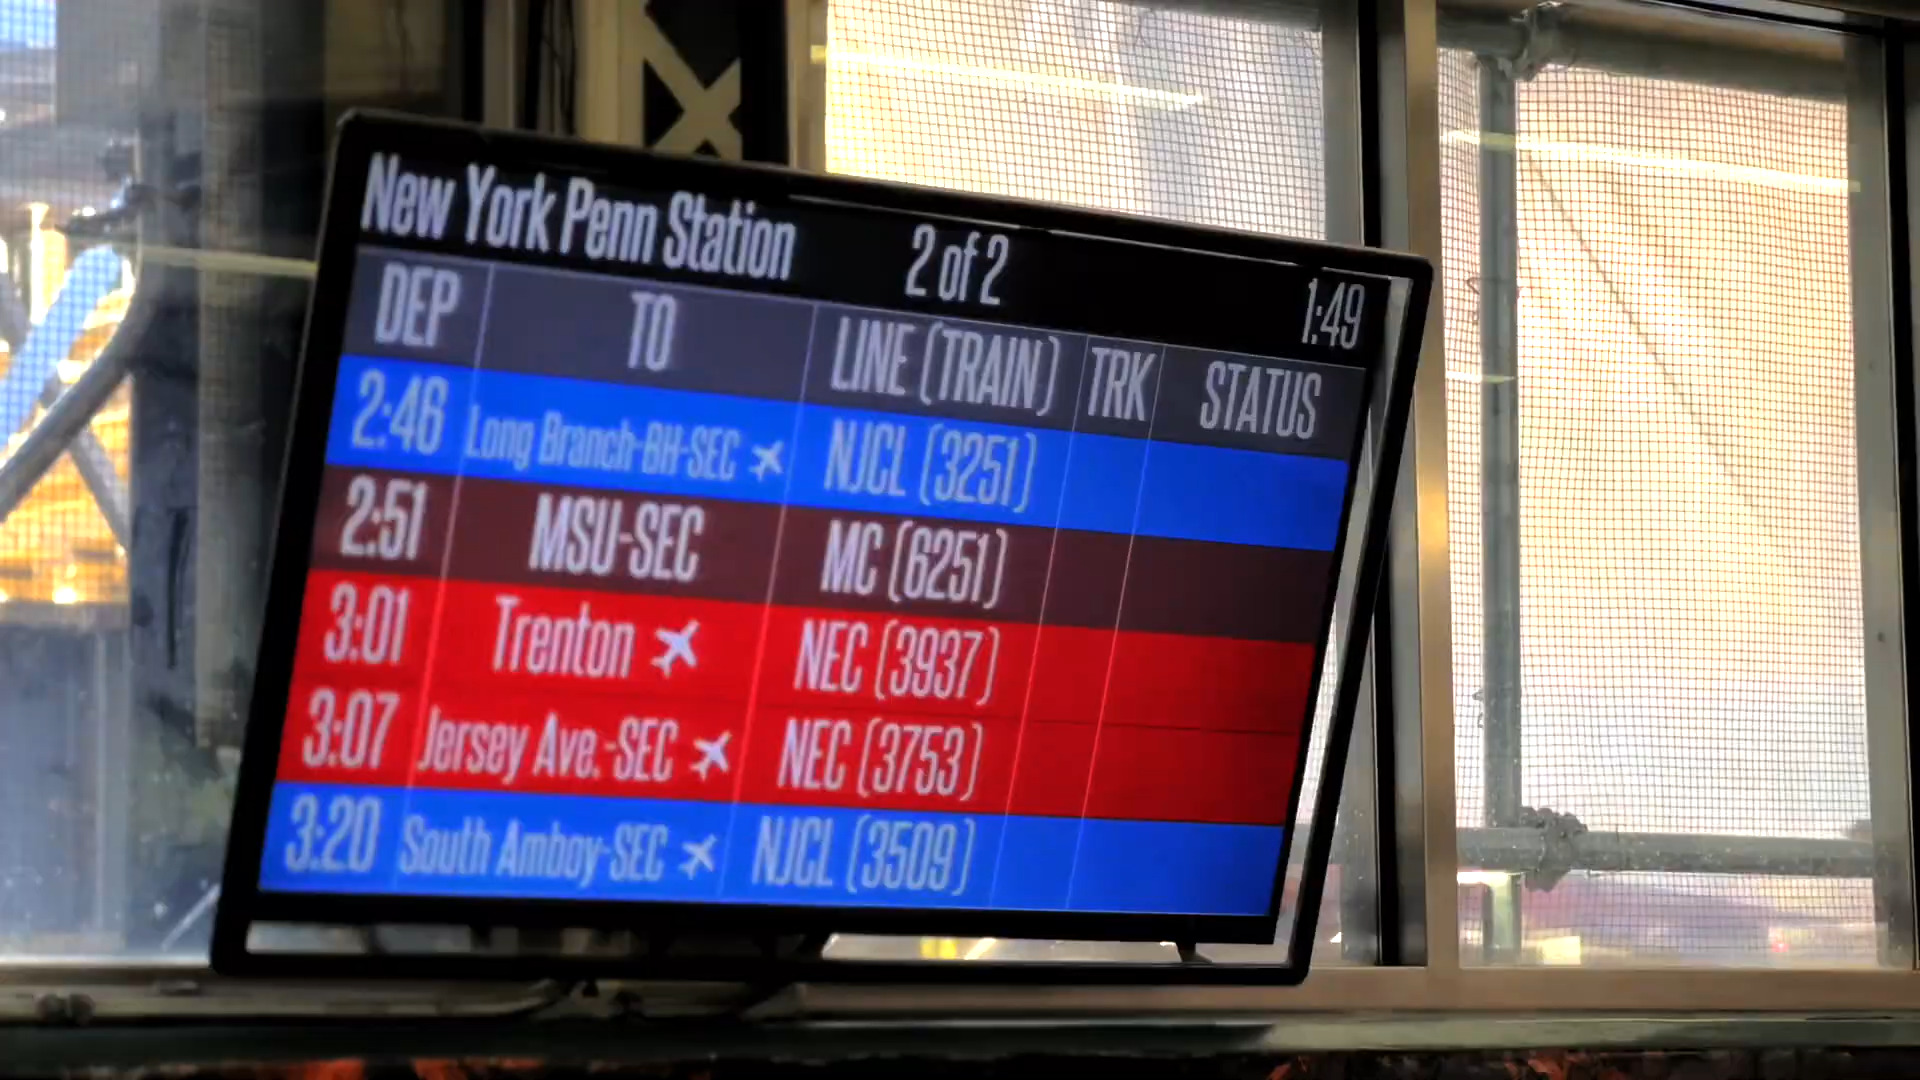 New York Penn Station 2 of 2 1:49
DEP TO LINE (TRAIN) TRK STATUS
2:46 Long Branch-BH-SEC NJCL (3251)
2:51 MSU-SEC MC (6251)
3:01 Trenton NEC (3937)
3:07 Jersey Ave.-SEC NEC (3753)
3:20 South Amboy-SEC NJCL (3509)